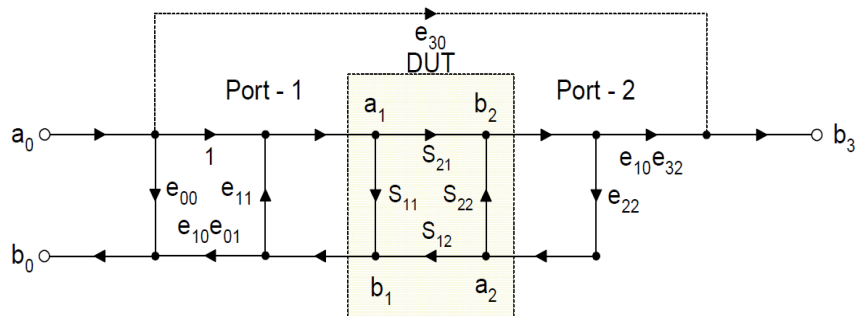 e30
DUT
Port - 1
Port - 2
a1
b2
a0
b3
1
S21
e10e32
e00
e11
S11
S22
e22
e10e01
S12
b0
b1
a2